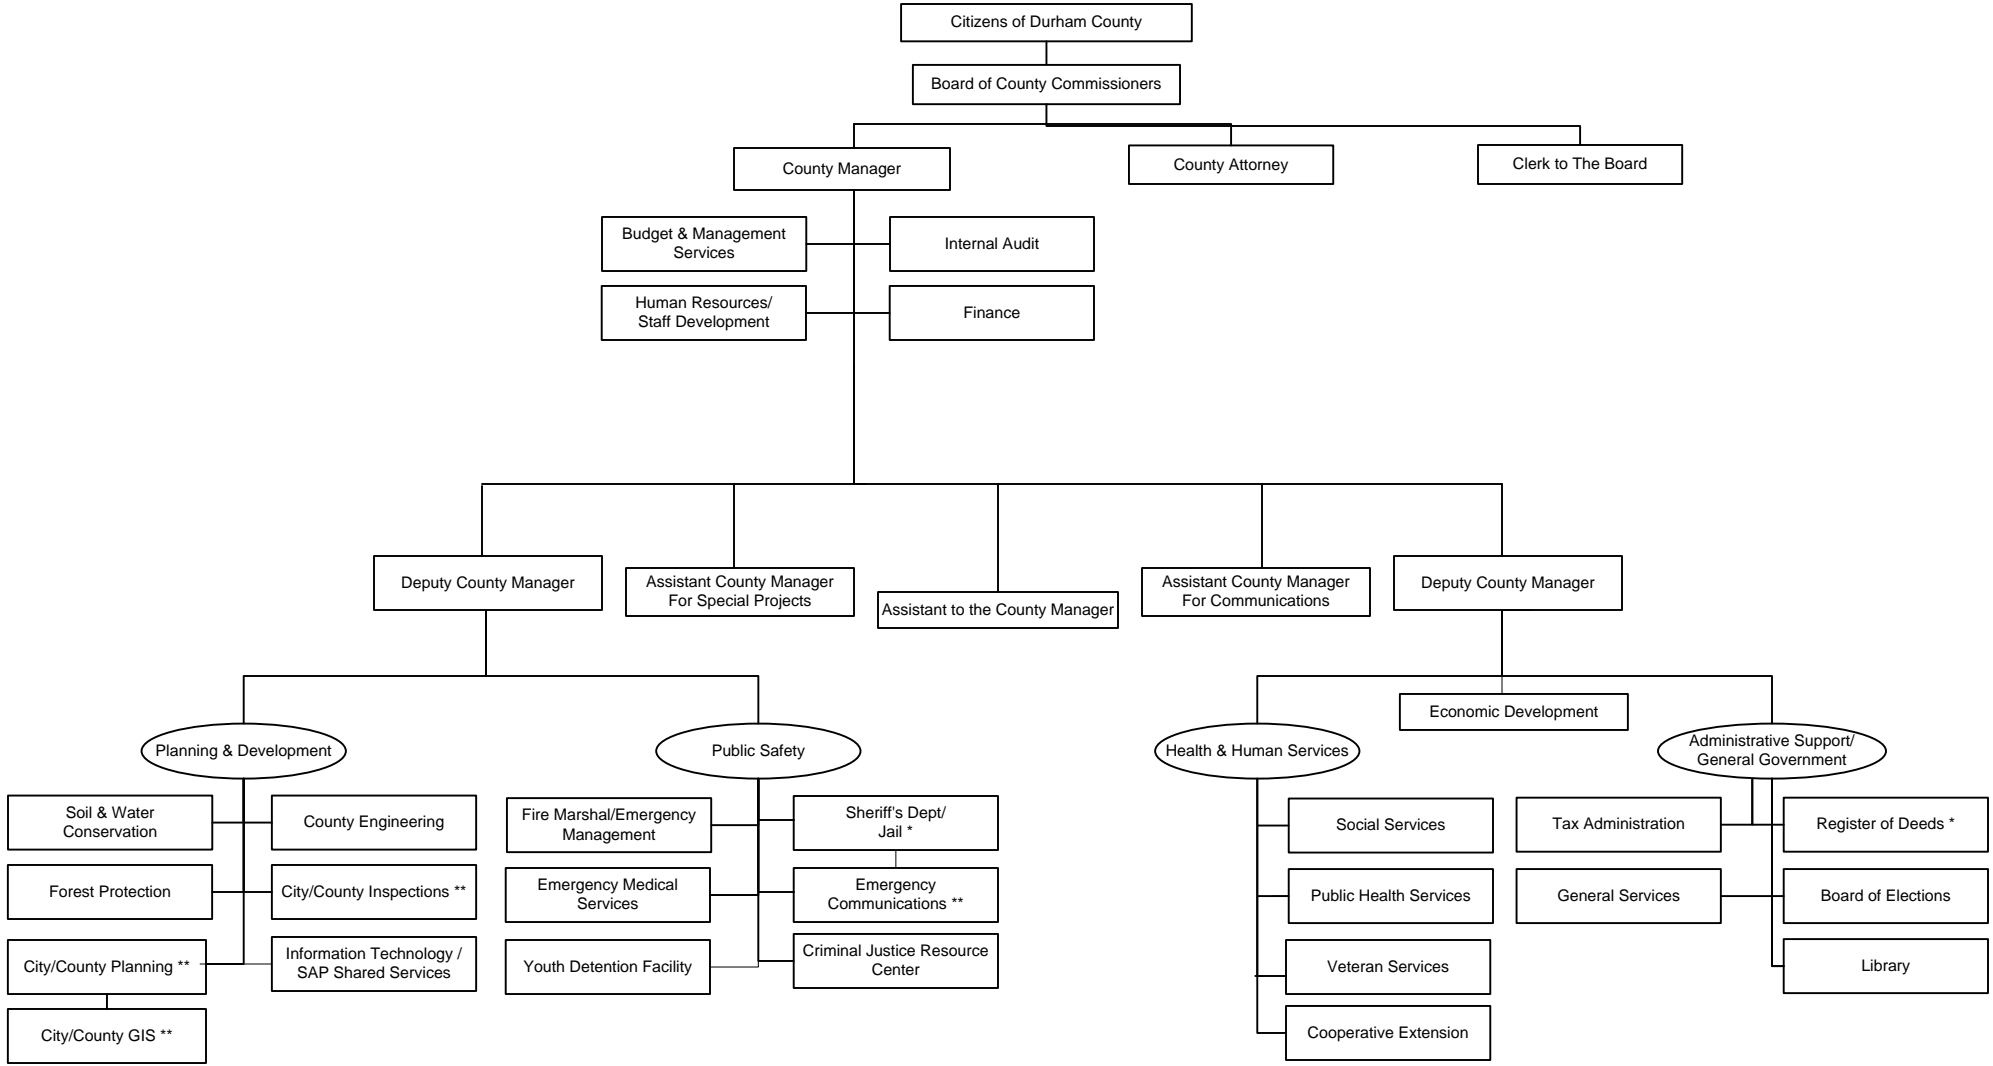 Citizens of Durham County
Board of County Commissioners
County Manager
County Attorney
Clerk to The Board
Budget & Management
Services
Internal Audit
Human Resources/
Staff Development
Finance
Deputy County Manager
Assistant County Manager
For Special Projects
Assistant to the County Manager
Assistant County Manager
For Communications
Deputy County Manager
Economic Development
Planning & Development
Public Safety
Health & Human Services
Administrative Support/
General Government
Soil & Water
Conservation
County Engineering
Forest Protection
City/County Inspections **
City/County Planning **
Information Technology /
SAP Shared Services
City/County GIS **
Fire Marshal/Emergency
Management
Sheriff's Dept/
Jail *
Emergency Medical
Services
Emergency
Communications **
Youth Detention Facility
Criminal Justice Resource
Center
Social Services
Public Health Services
Veteran Services
Cooperative Extension
Tax Administration
Register of Deeds *
General Services
Board of Elections
Library